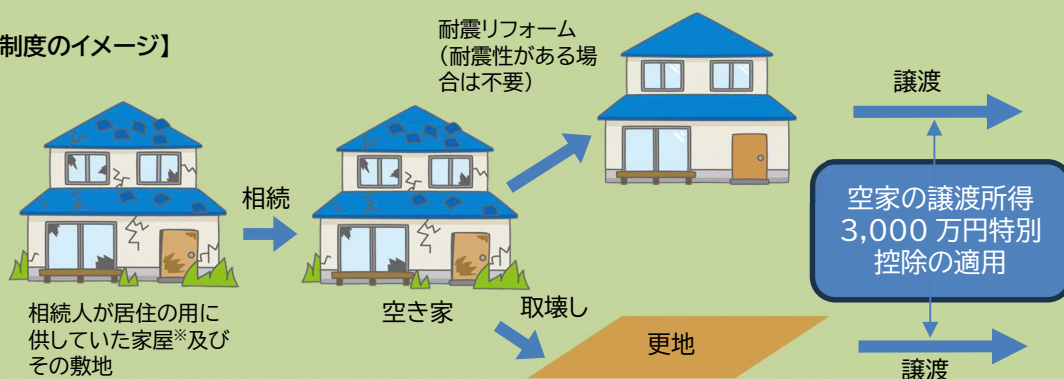 制度のイメージ】
耐震リフォーム
（耐震性がある場
合は不要）
譲渡
相続
空家の譲渡所得
3,000 万円特別
控除の適用
相続人が居住の用に
供していた家屋※及び
その敷地
空き家
取壊し
更地
譲渡